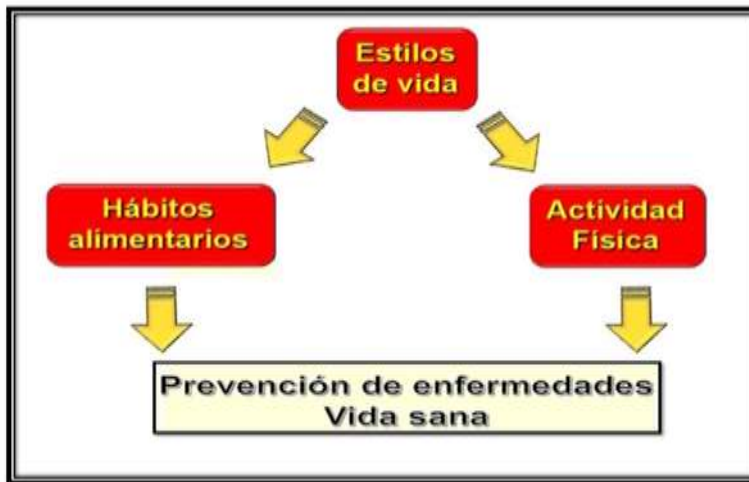 Estilos
de vida
Hábitos
alimentarios
Actividad
Física
Prevención de enfermedades
Vida sana